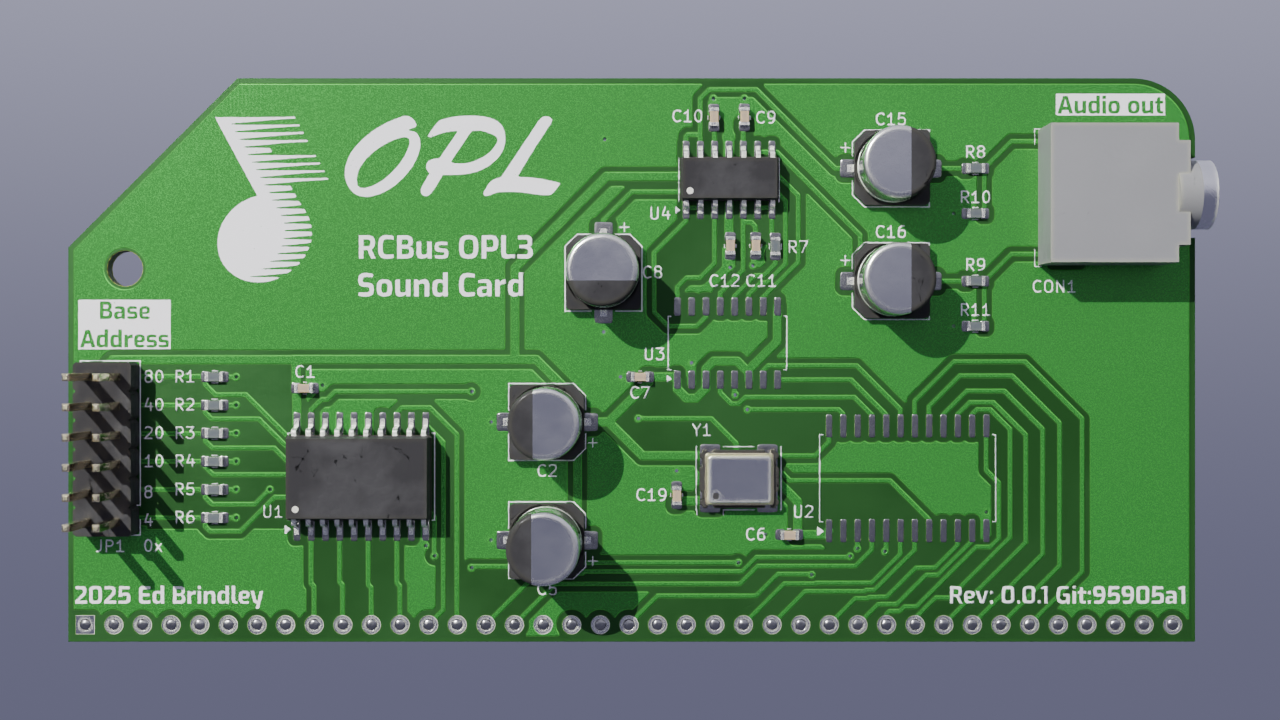 OPL
RCBus OPL3
Sound Card
Audio out
Base
Address
C10
C9
C15
R8
R10
U4
C16
R7
C8
C12
C11
R9
R11
CON1
U3
C7
80 R1
40 R2
20 R3
10 R4
8 R5
4 R6
JP1 0x
C1
U1
C2
C5
Y1
C19
U2
C6
2025 Ed Brindley
Rev: 0.0.1 Git:95905a1